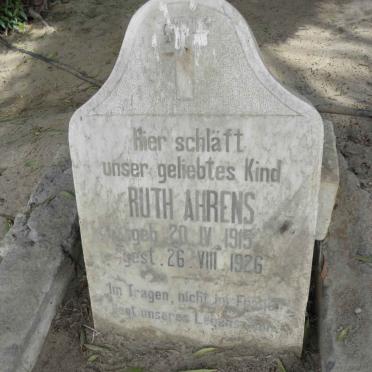 Hier schläft
unser geliebtes Kind
RUTH AHRENS
geb. 20 IV 1915
gest. 26 VIII 1926
Im Tragen, nicht im
liegt unseres Lebens